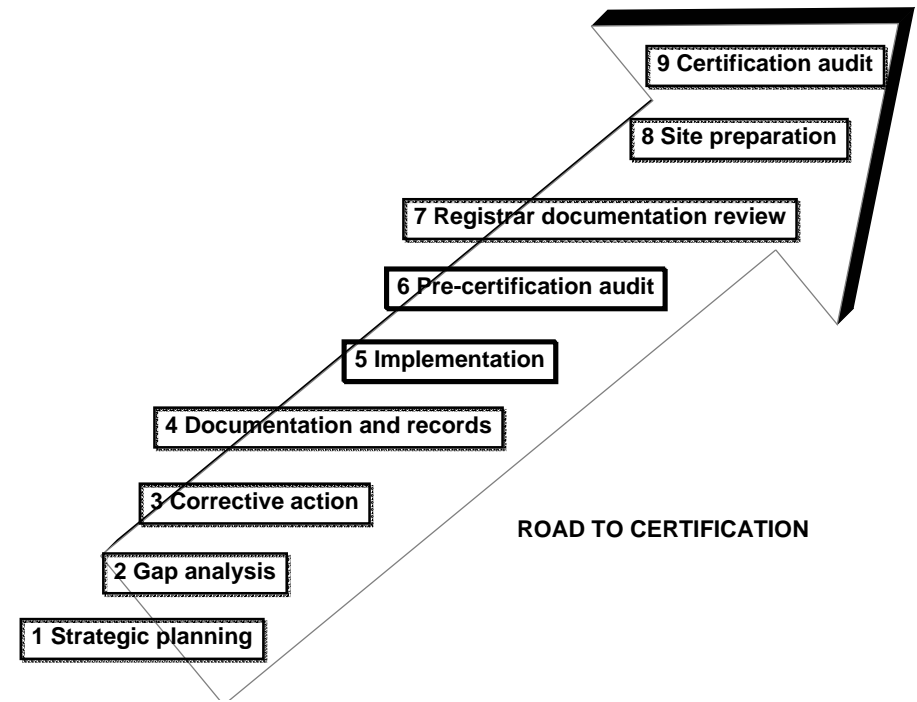 9 Certification audit
8 Site preparation
7 Registrar documentation review
6 Pre-certification audit
5 Implementation
4 Documentation and records
3 Corrective action
ROAD TO CERTIFICATION
2 Gap analysis
1 Strategic planning